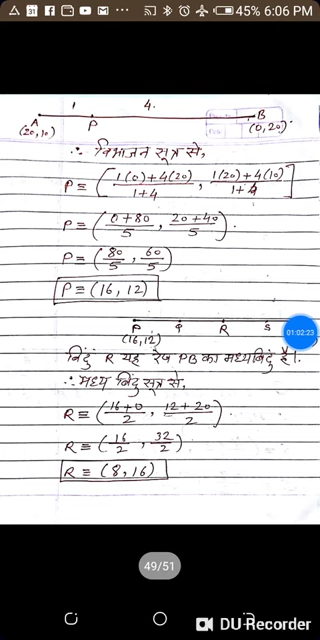 A 31 45% 6:06 PM
1 4.
A P B
(20,10) (0,20).
∴ विभाजन सूत्र से,
P ≡ [ 1(0)+4(20) / 1+4 , 1(20)+4(10) / 1+4 ]
P ≡ ( 0+80 / 5 , 20+40 / 5 ).
P ≡ ( 80 / 5 , 60 / 5 )
P ≡ (16, 12)
P Q R S
(16,12)
01:02:23
बिंदु R यह रेख PB का मध्यबिंदु है।
∴ मध्य बिंदु सूत्र से,
R ≡ ( 16+0 / 2 , 12+20 / 2 ).
R ≡ ( 16 / 2 , 32 / 2 )
R ≡ (8, 16)
49/51
DU Recorder